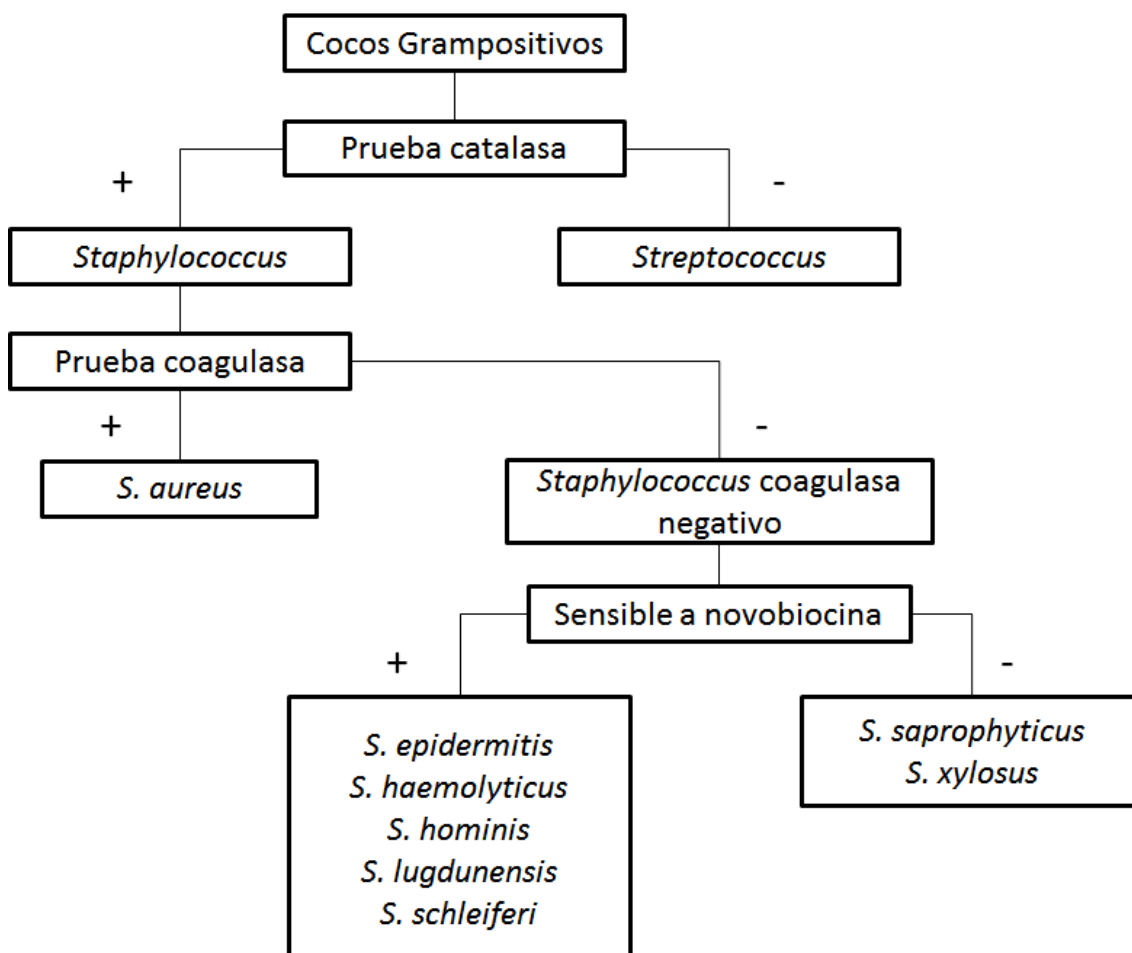 Cocos Grampositivos
Prueba catalasa
+
-
Staphylococcus
Streptococcus
Prueba coagulasa
+
-
S. aureus
Staphylococcus coagulasa
negativo
Sensible a novobiocina
+
-
S. epidermitis
S. haemolyticus
S. hominis
S. lugdunensis
S. schleiferi
S. saprophyticus
S. xylosus